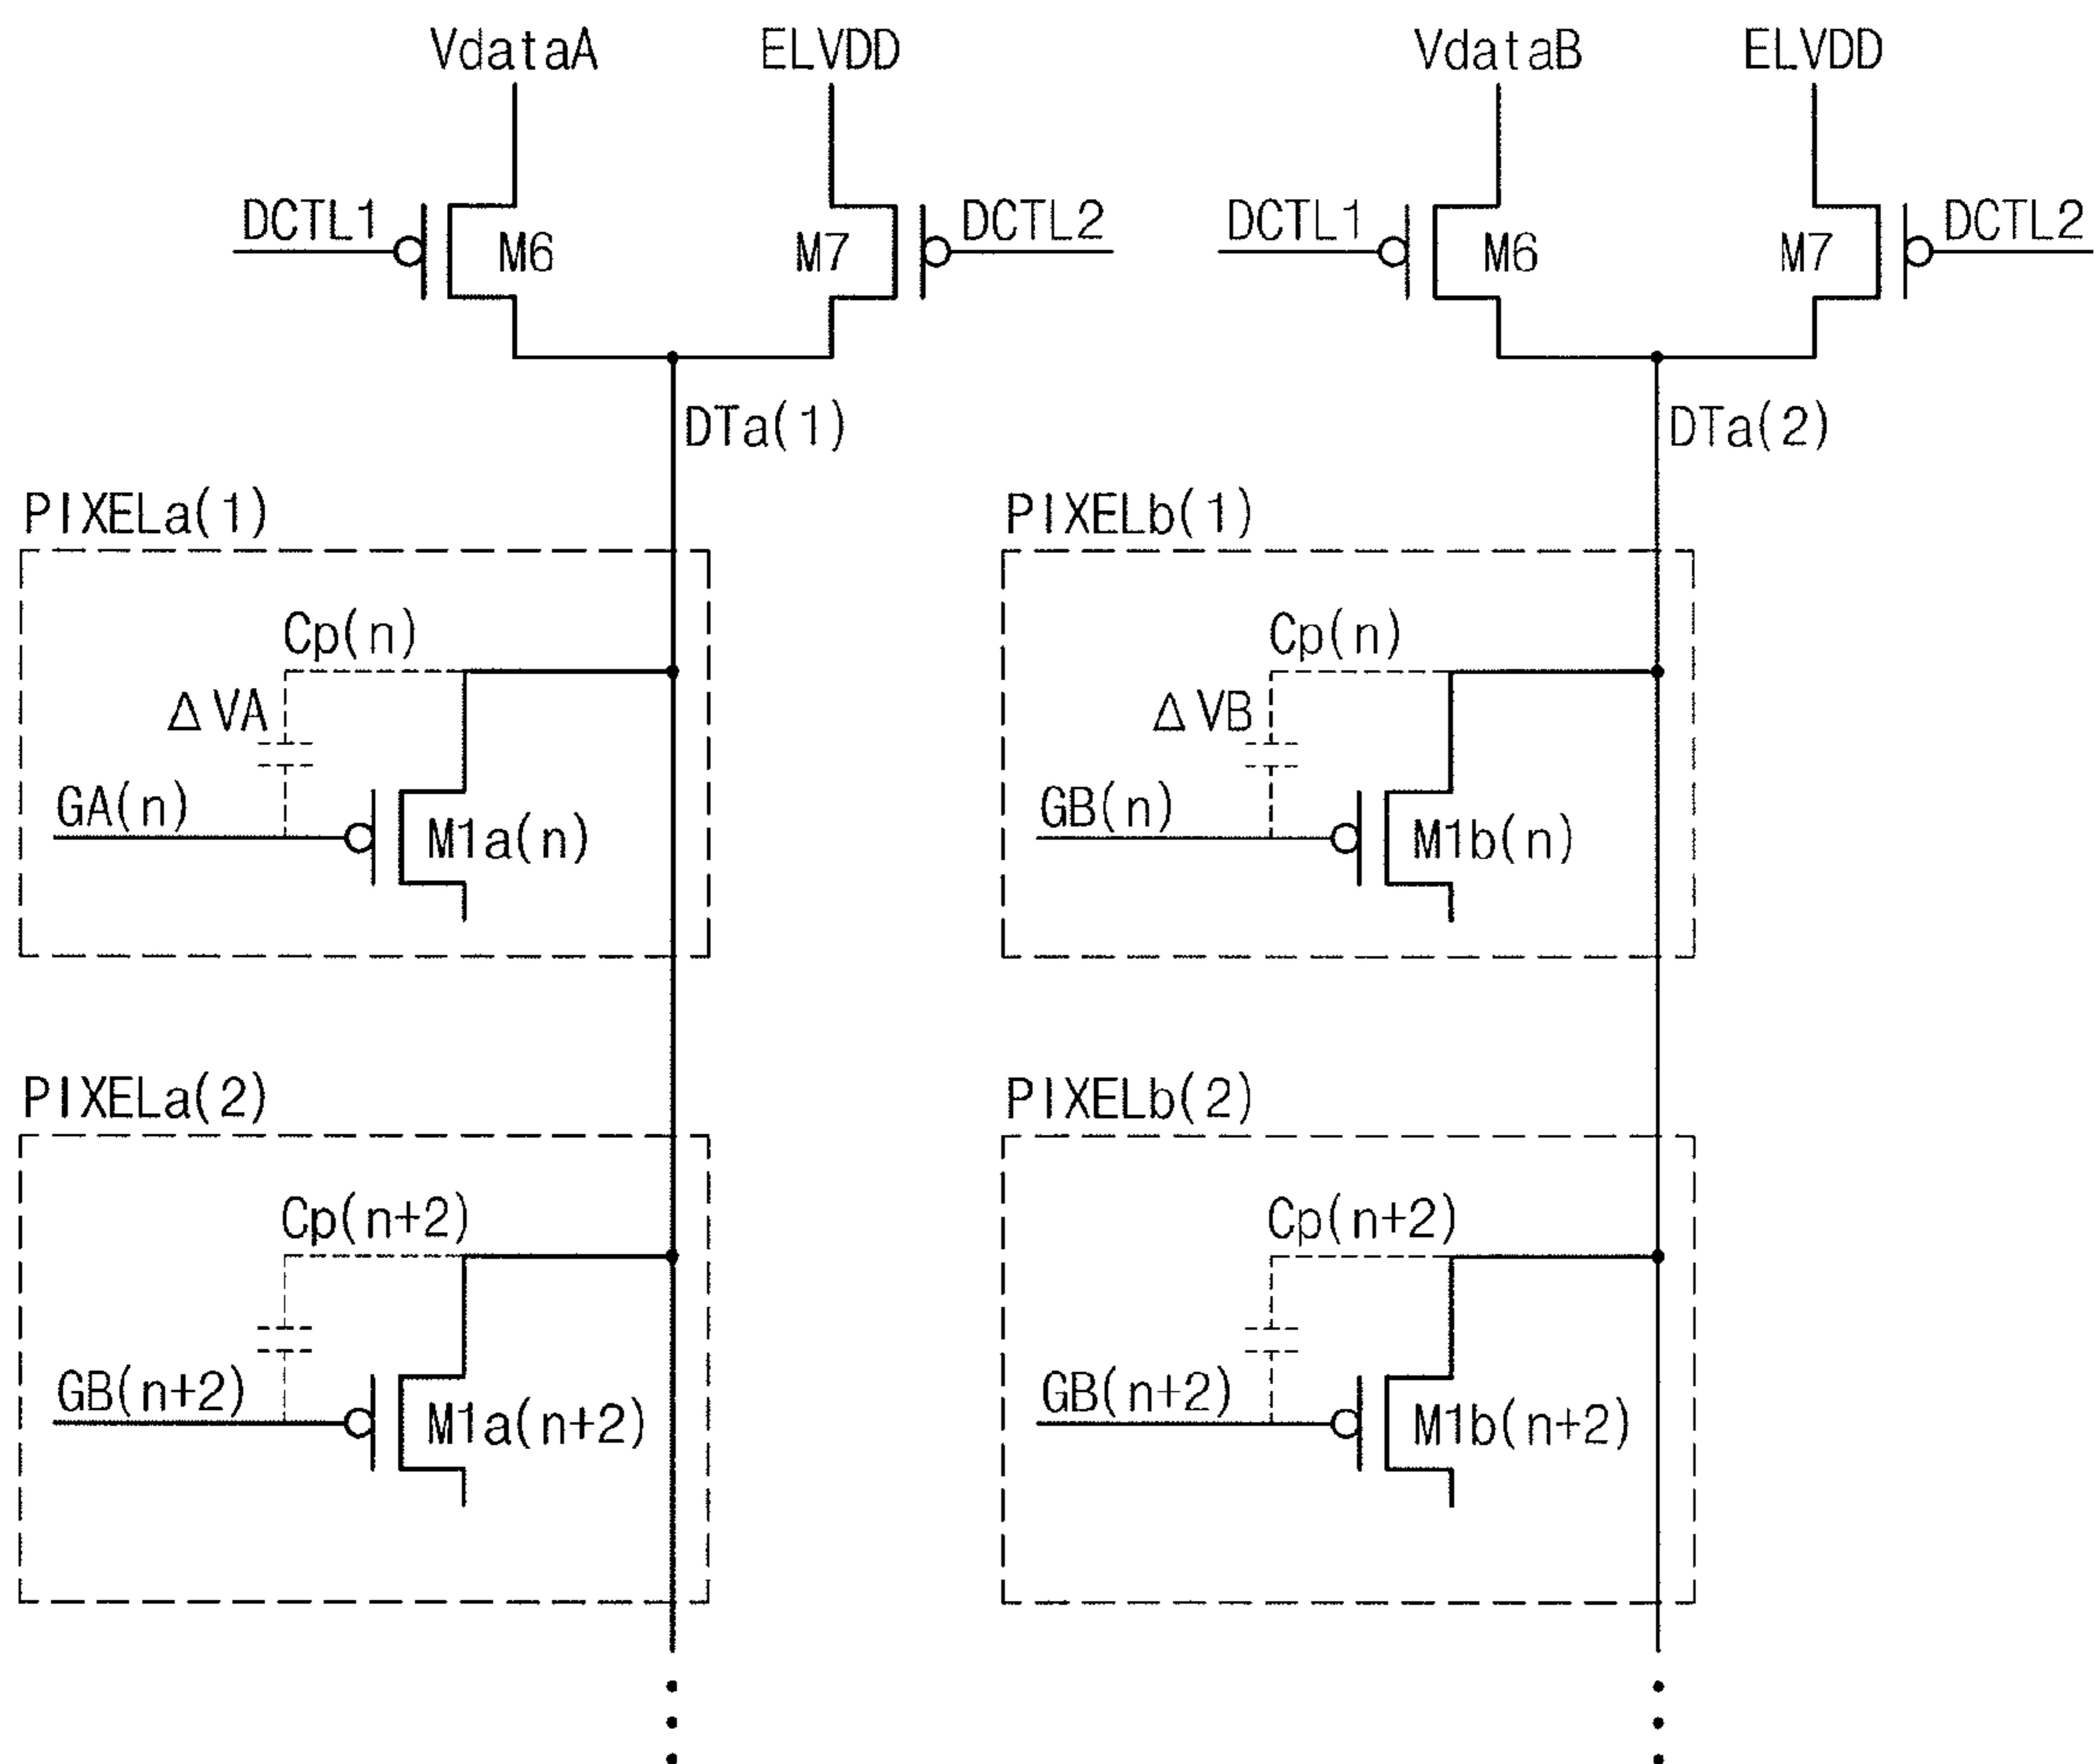 VdataA ELVDD VdataB ELVDD
DCTL1 M6 M7 DCTL2 DCTL1 M6 M7 DCTL2
DTa(1) DTa(2)
PIXELa(1) PIXELb(1)
Cp(n) Cp(n)
ΔVA ΔVB
GA(n) M1a(n) GB(n) M1b(n)
PIXELa(2) PIXELb(2)
Cp(n+2) Cp(n+2)
GB(n+2) M1a(n+2) GB(n+2) M1b(n+2)